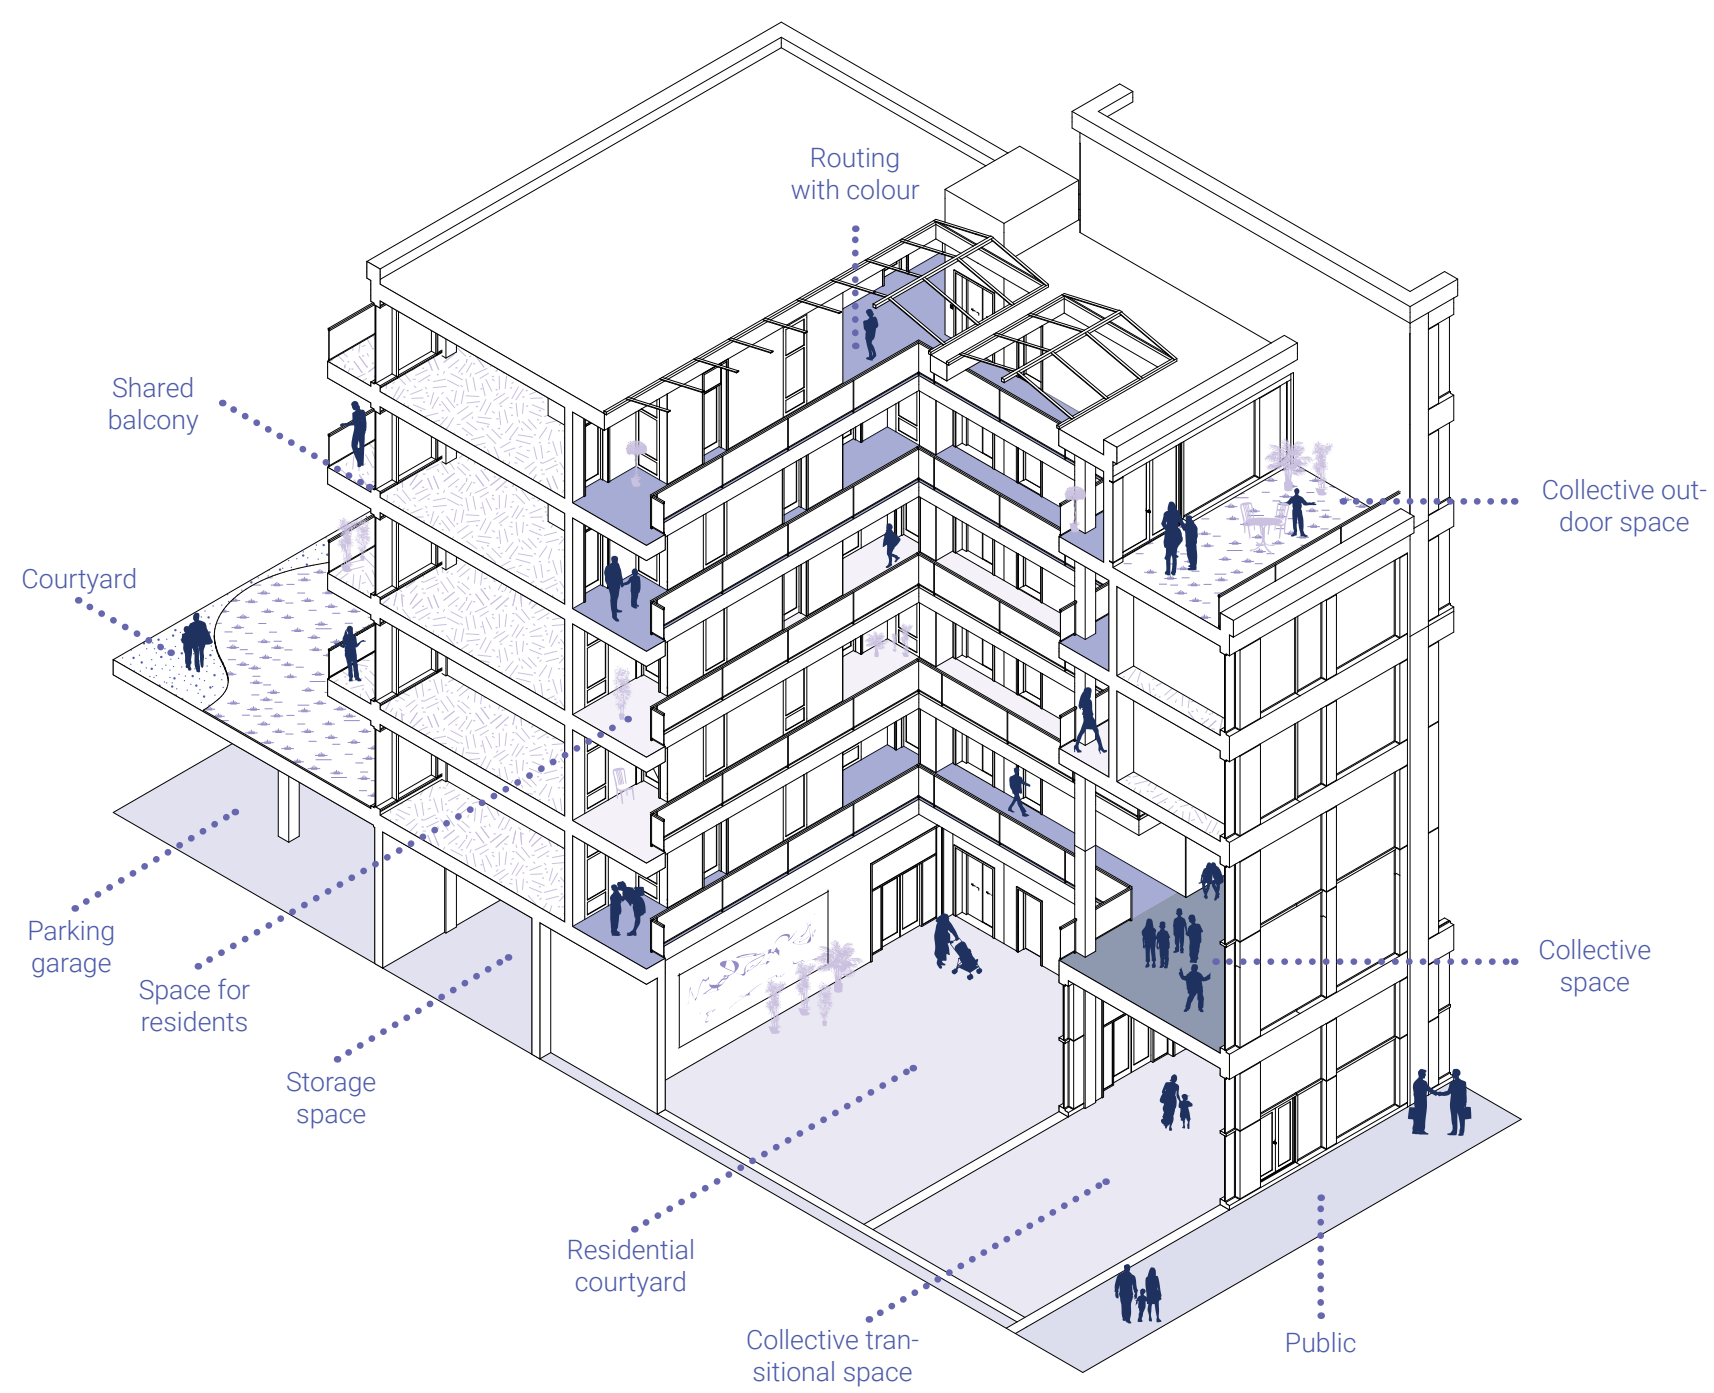 Routing
with colour
Shared
balcony
Collective out-
door space
Courtyard
Parking
garage
Collective
space
Space for
residents
Storage
space
Residential
courtyard
Collective tran-
sitional space
Public